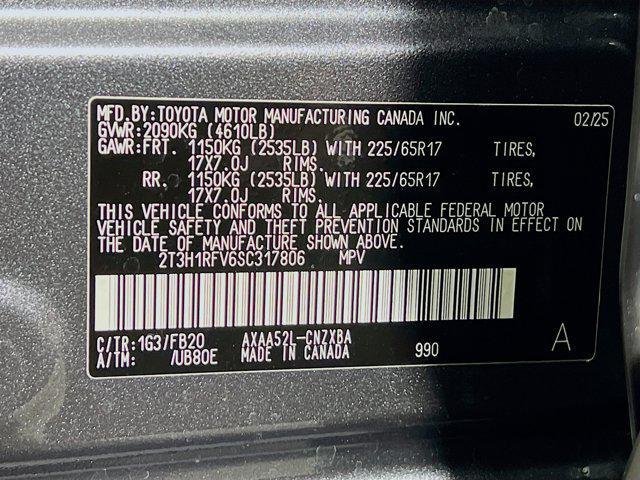 MFD.BY:TOYOTA MOTOR MANUFACTURING CANADA INC. 02/25
GVWR:2090KG (4610LB)
GAWR:FRT. 1150KG (2535LB) WITH 225/65R17 TIRES,
17X7.0J RIMS.
RR. 1150KG (2535LB) WITH 225/65R17 TIRES,
17X7.0J RIMS.
THIS VEHICLE CONFORMS TO ALL APPLICABLE FEDERAL MOTOR
VEHICLE SAFETY AND THEFT PREVENTION STANDARDS IN EFFECT ON
THE DATE OF MANUFACTURE SHOWN ABOVE.
2T3H1RFV6SC317806 MPV
C/TR:1G3/FB20 AXAA52L-CNZXBA
A/TM: /UB80E MADE IN CANADA 990 A